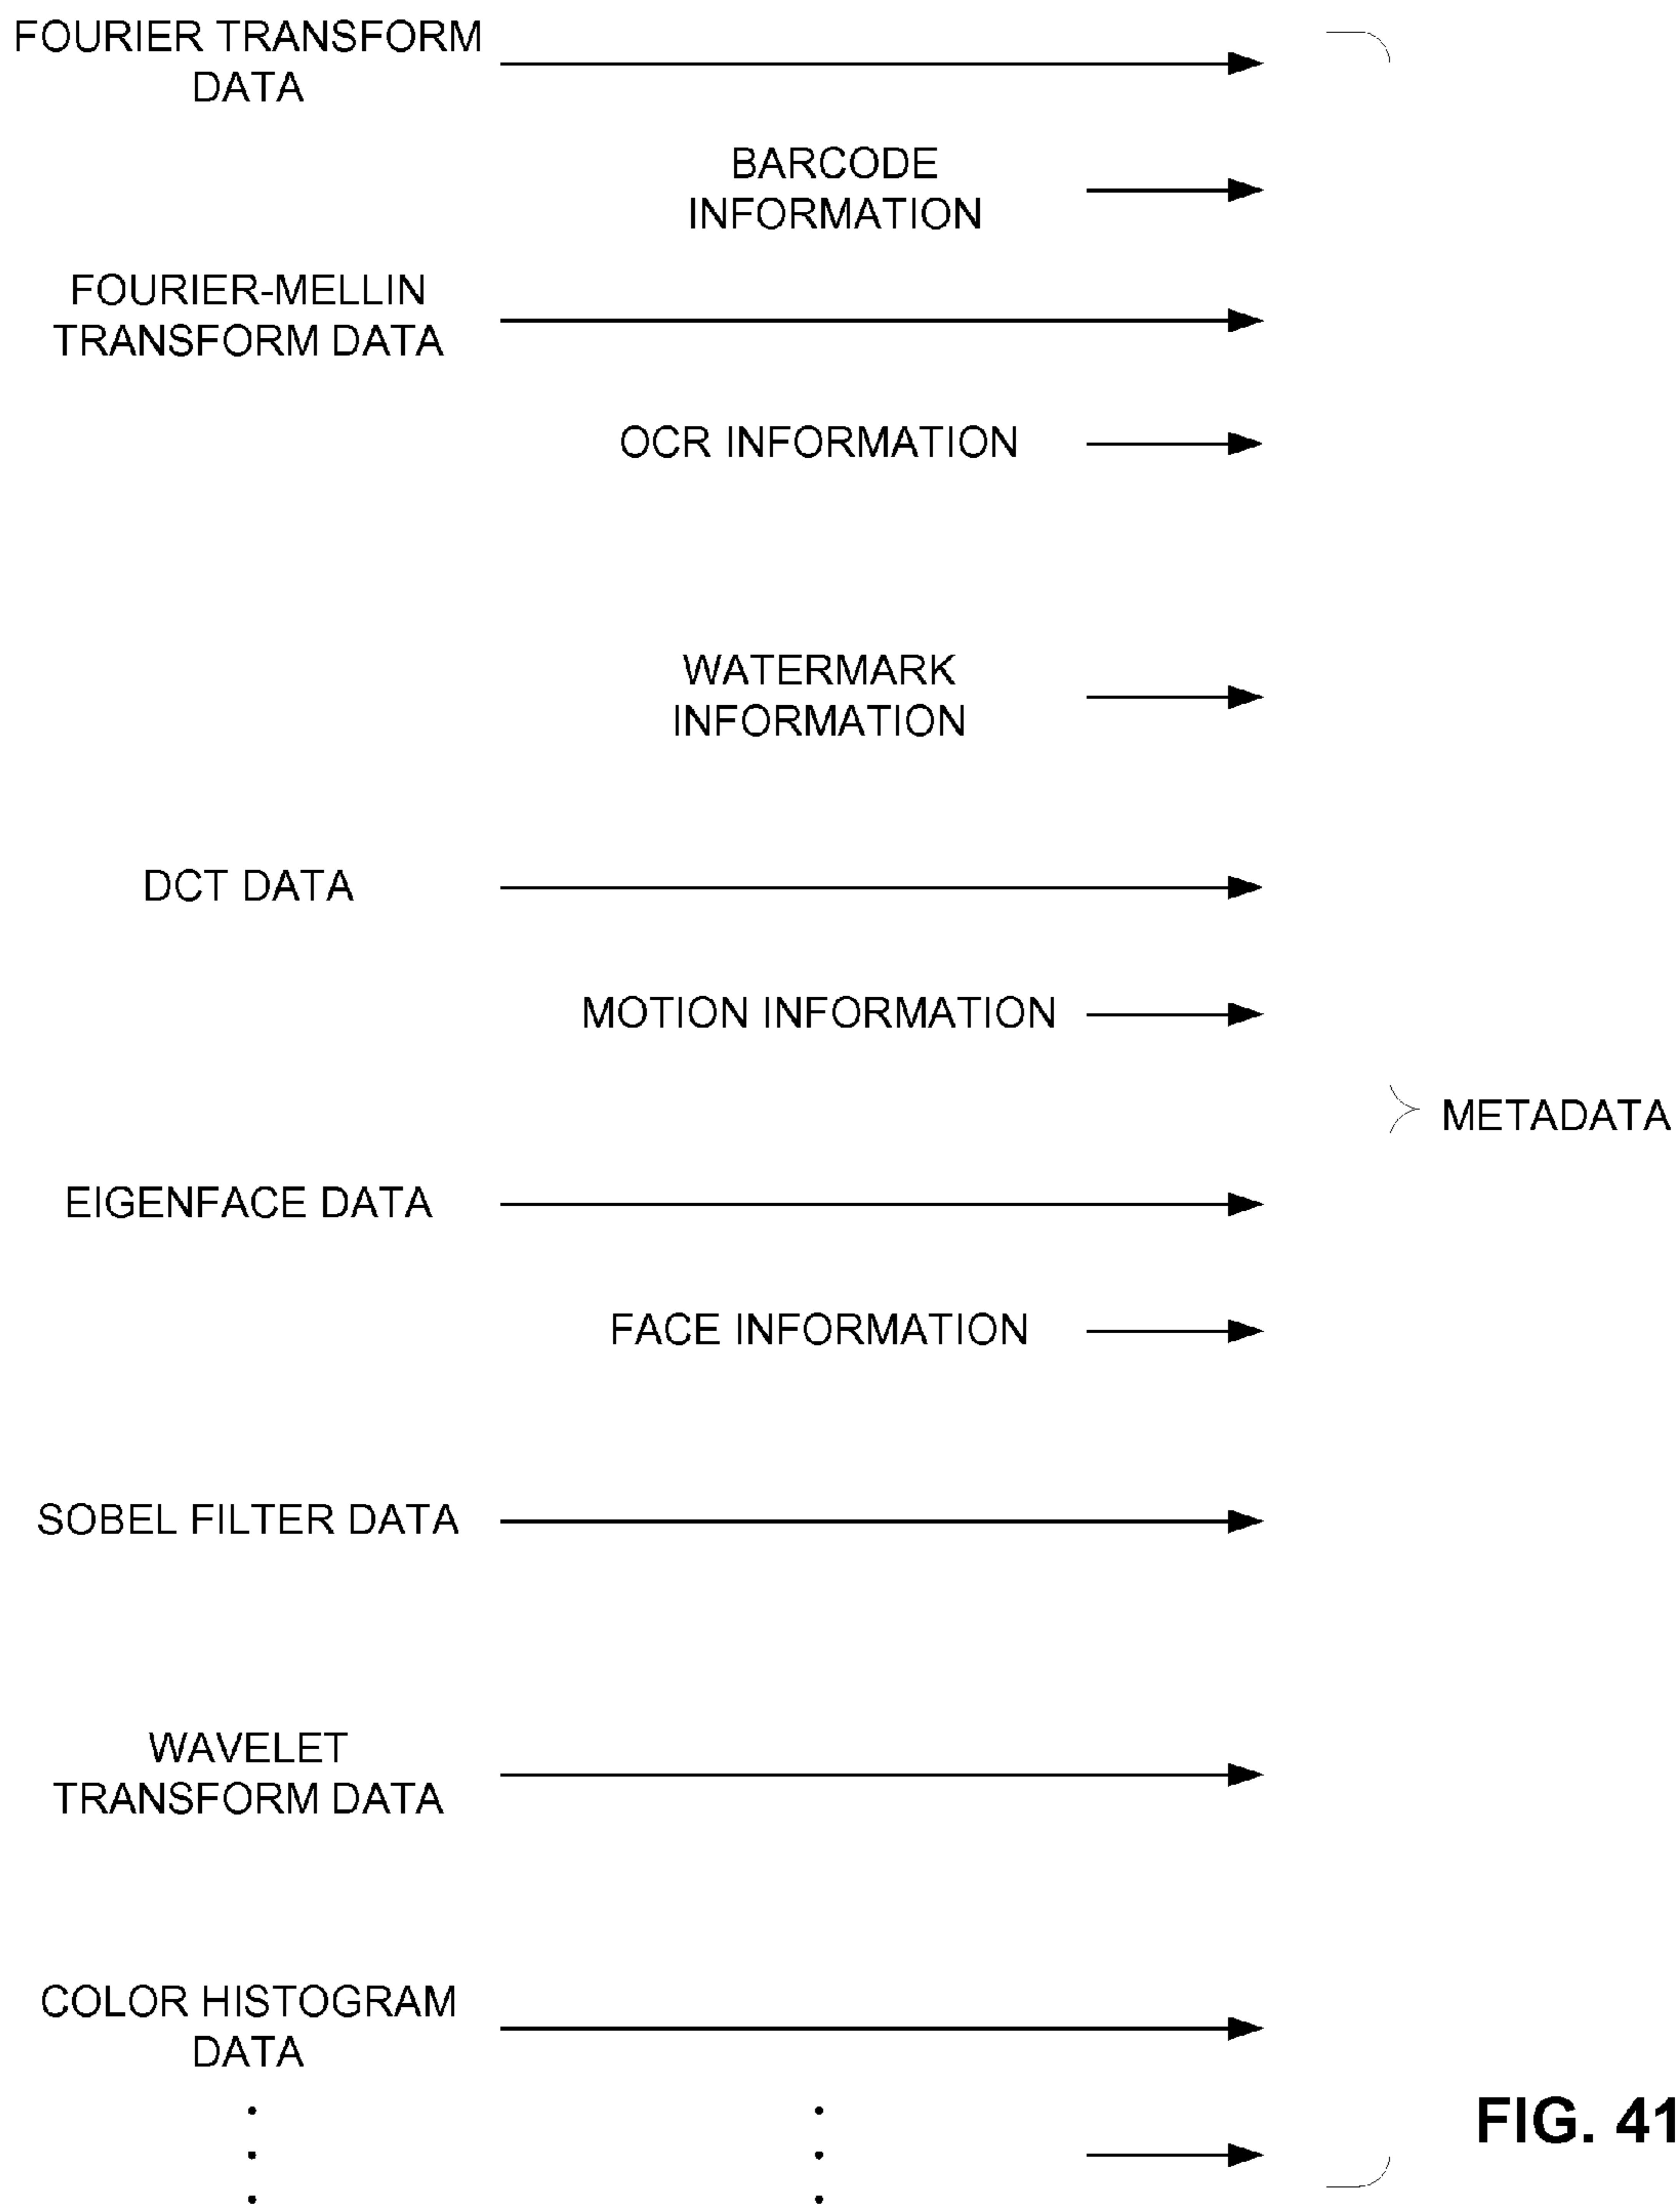 FOURIER TRANSFORM
DATA
BARCODE
INFORMATION
FOURIER-MELLIN
TRANSFORM DATA
OCR INFORMATION
WATERMARK
INFORMATION
DCT DATA
MOTION INFORMATION
METADATA
EIGENFACE DATA
FACE INFORMATION
SOBEL FILTER DATA
WAVELET
TRANSFORM DATA
COLOR HISTOGRAM
DATA
FIG. 41